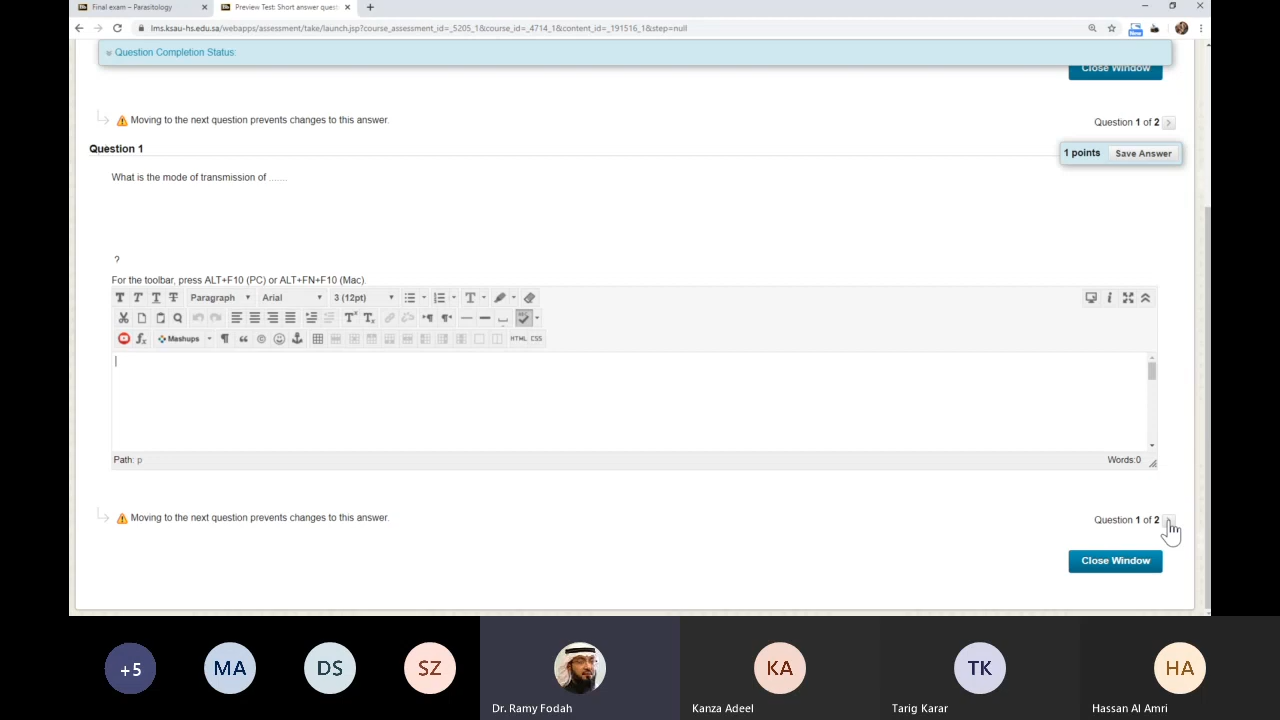 Final exam – Parasitology
Preview Test: Short answer quest
lms.ksau-hs.edu.sa/webapps/assessment/take/launch.jsp?course_assessment_id=_5205_1&course_id=_4714_1&content_id=_191516_1&step=null
New
Question Completion Status:
Close Window
Moving to the next question prevents changes to this answer.
Question 1 of 2
Question 1
1 points
Save Answer
What is the mode of transmission of .......
?
For the toolbar, press ALT+F10 (PC) or ALT+FN+F10 (Mac).
T T T T Paragraph Arial 3 (12pt) T
Mashups HTML CSS
Path: p
Words:0
Moving to the next question prevents changes to this answer.
Question 1 of 2
Close Window
+5 MA DS SZ KA TK HA
Dr. Ramy Fodah Kanza Adeel Tarig Karar Hassan Al Amri